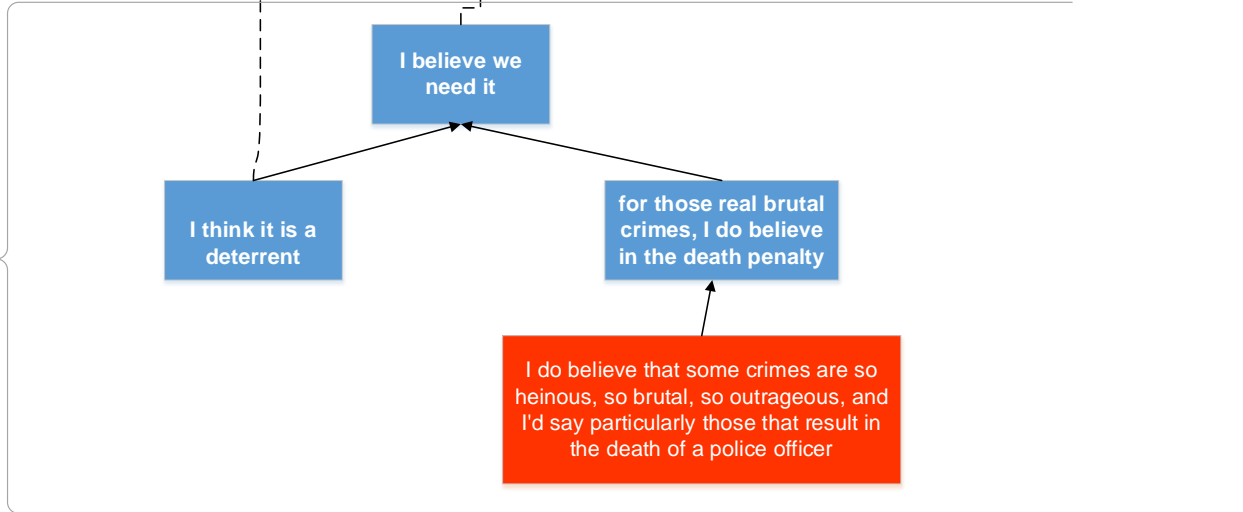 I believe we
need it
I think it is a
deterrent
for those real brutal
crimes, I do believe
in the death penalty
I do believe that some crimes are so
heinous, so brutal, so outrageous, and
I'd say particularly those that result in
the death of a police officer